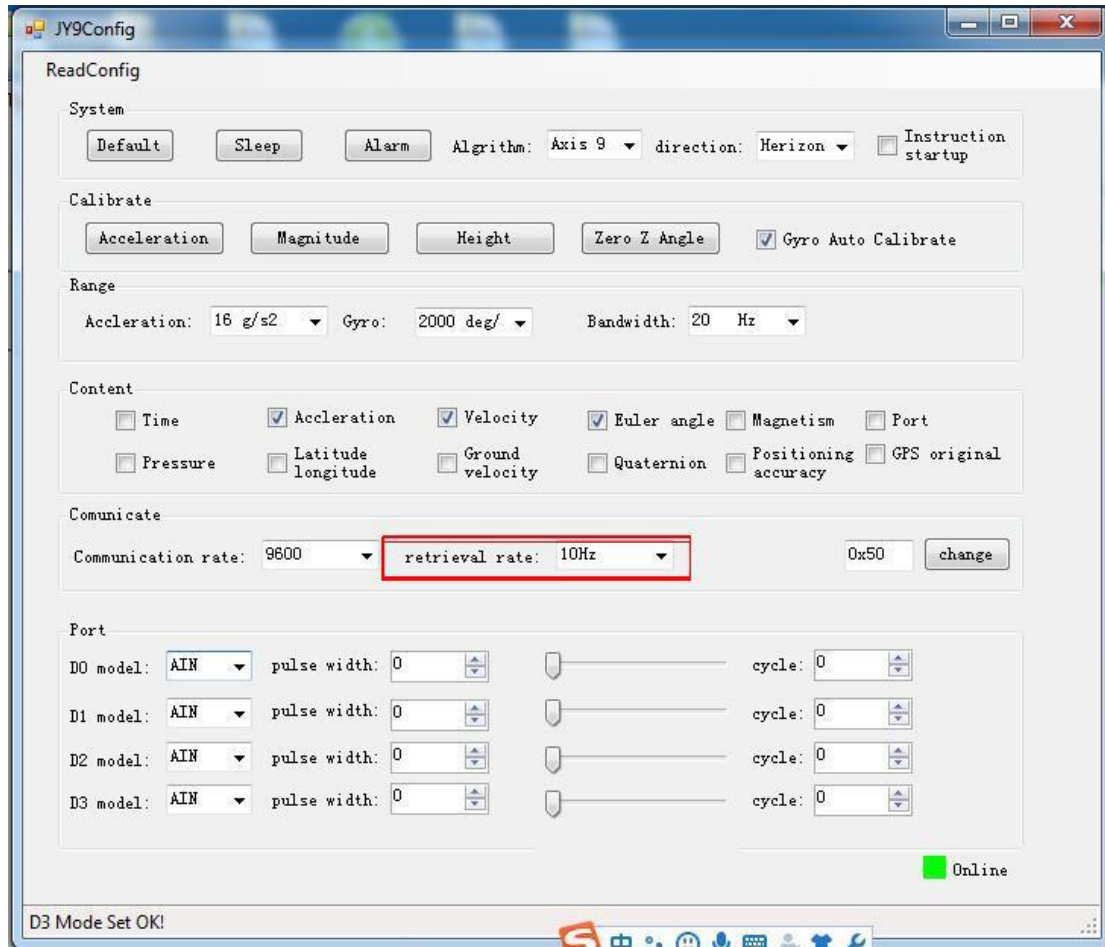 JY9Config
ReadConfig
System
Default Sleep Alarm Algrithm: Axis 9 direction: Herizon Instruction startup
Calibrate
Acceleration Magnitude Height Zero Z Angle Gyro Auto Calibrate
Range
Accleration: 16 g/s2 Gyro: 2000 deg/ Bandwidth: 20 Hz
Content
Time Accleration Velocity Euler angle Magnetism Port
Pressure Latitude longitude Ground velocity Quaternion Positioning accuracy GPS original
Comunicate
Communication rate: 9600 retrieval rate: 10Hz 0x50 change
Port
D0 model: AIN pulse width: 0 cycle: 0
D1 model: AIN pulse width: 0 cycle: 0
D2 model: AIN pulse width: 0 cycle: 0
D3 model: AIN pulse width: 0 cycle: 0
Online
D3 Mode Set OK!
S 中